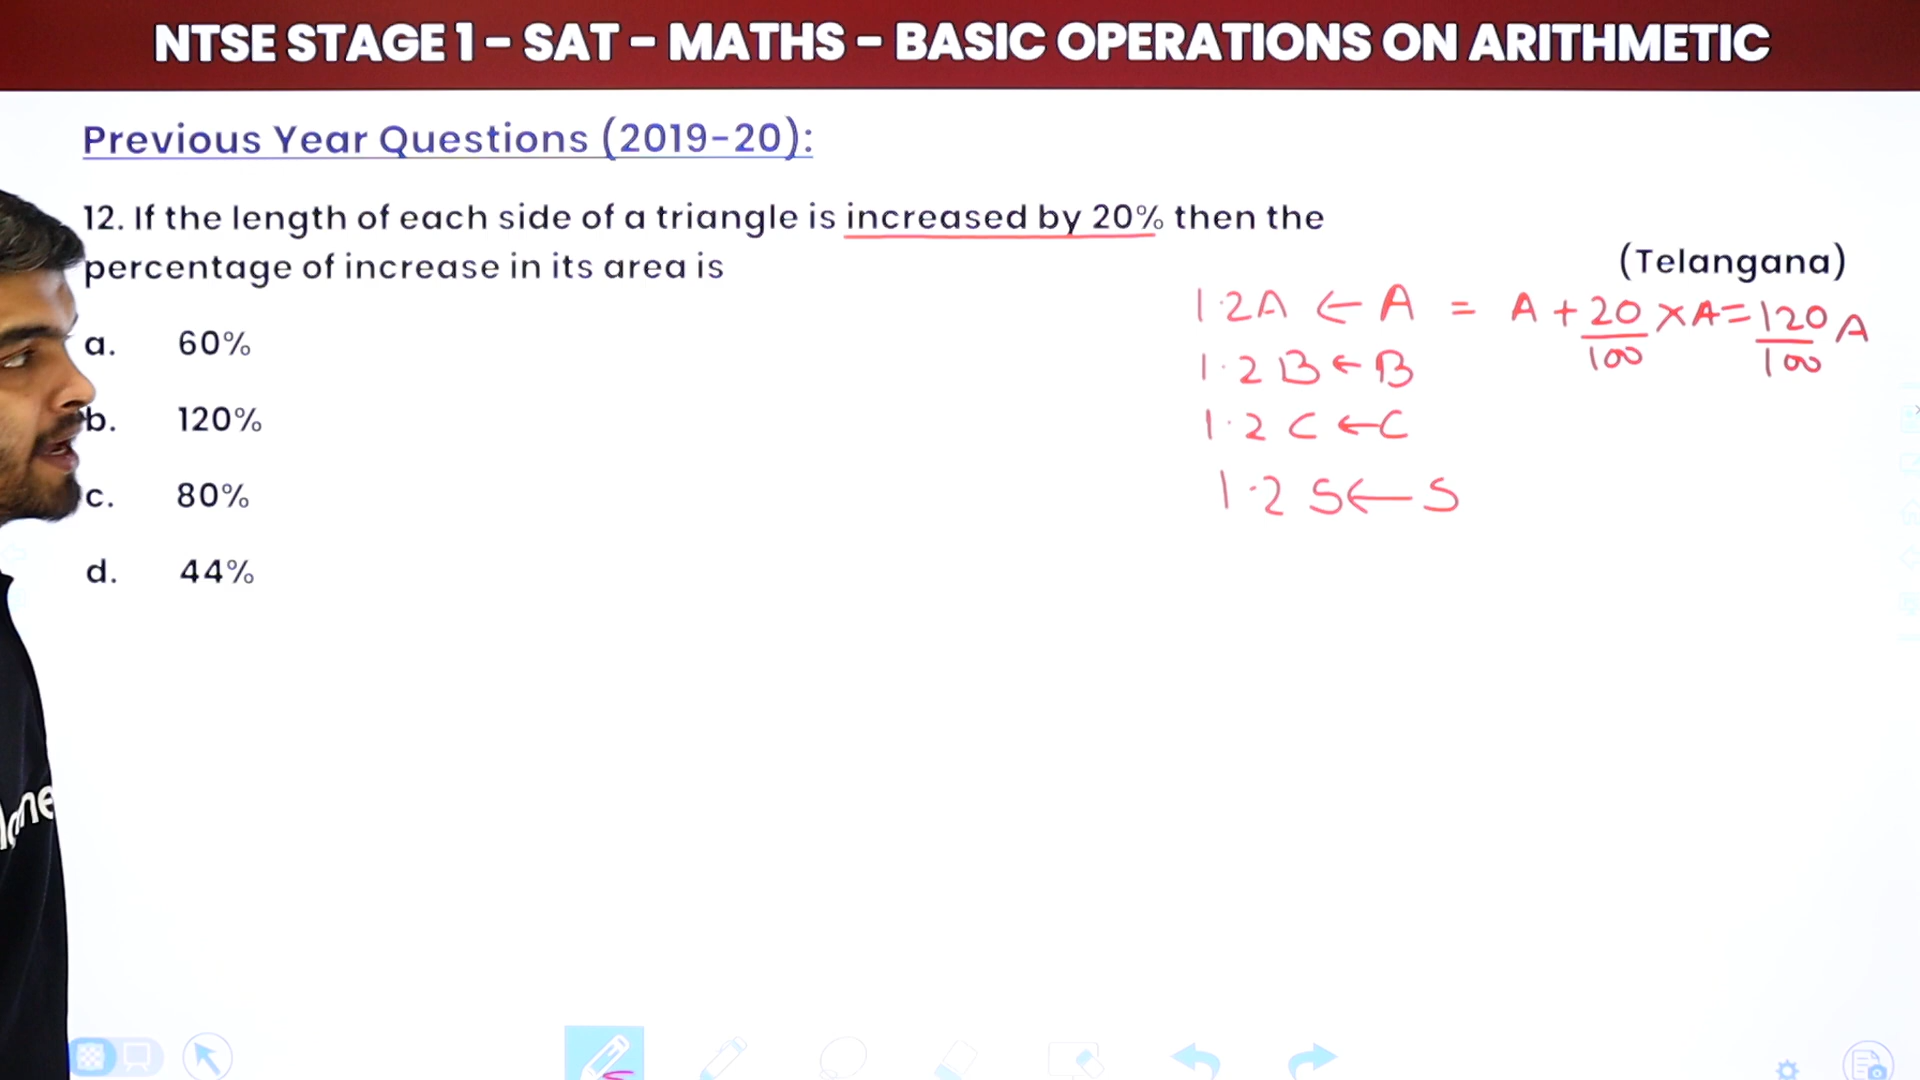 NTSE STAGE 1 - SAT - MATHS - BASIC OPERATIONS ON ARITHMETIC
Previous Year Questions (2019-20):
12. If the length of each side of a triangle is increased by 20% then the
percentage of increase in its area is
(Telangana)
a. 60%
b. 120%
c. 80%
d. 44%
1.2A ← A = A + 20/100 × A = 120/100 A
1.2 B ← B
1.2 C ← C
1.2 S ← S